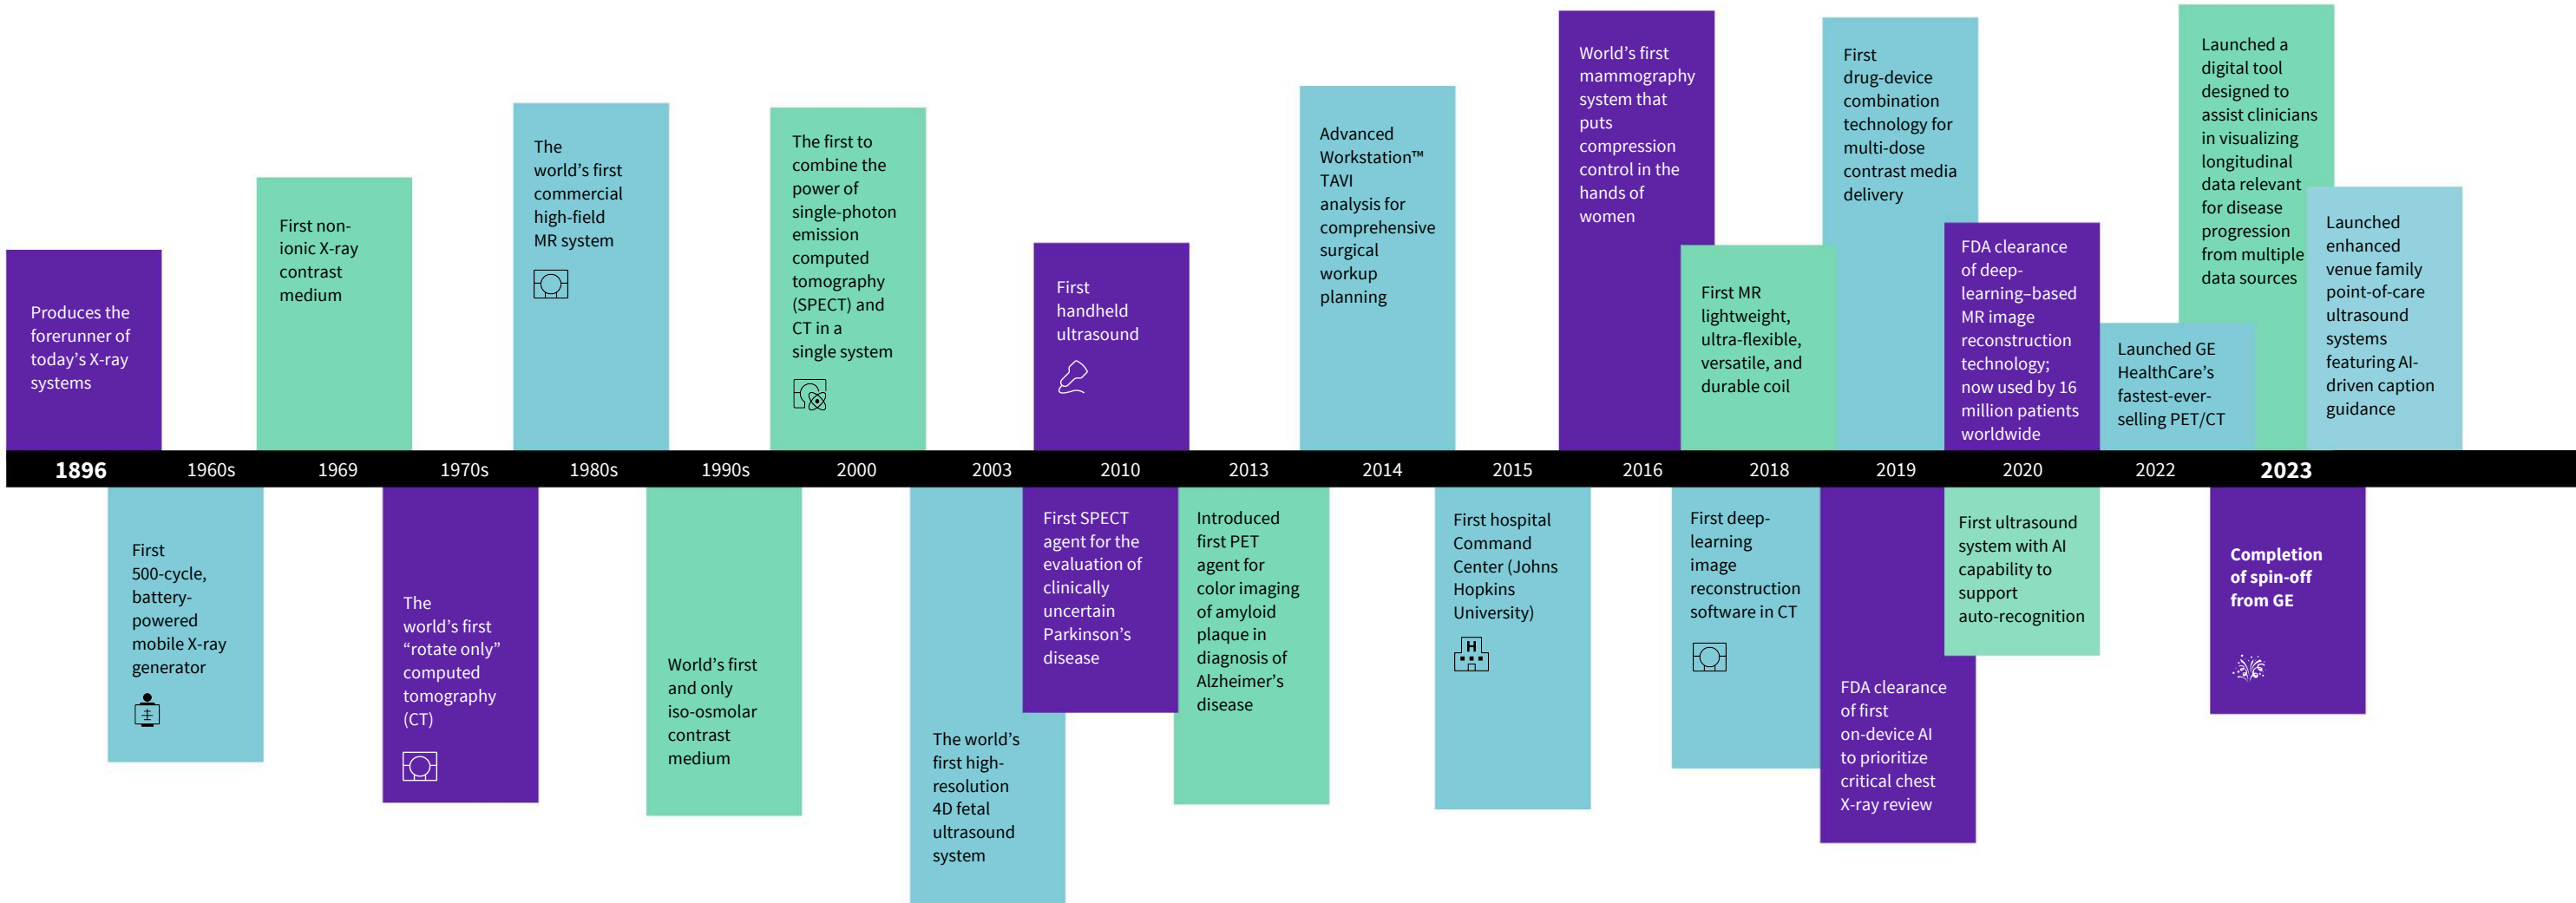 Produces the
forerunner of
today's X-ray
systems
First non-
ionic X-ray
contrast
medium
The
world's first
commercial
high-field
MR system
The first to
combine the
power of
single-photon
emission
computed
tomography
(SPECT) and
CT in a
single system
First
handheld
ultrasound
Advanced
Workstation™
TAVI
analysis for
comprehensive
surgical
workup
planning
World's first
mammography
system that
puts
compression
control in the
hands of
women
First MR
lightweight,
ultra-flexible,
versatile, and
durable coil
First
drug-device
combination
technology for
multi-dose
contrast media
delivery
FDA clearance
of deep-
learning–based
MR image
reconstruction
technology;
now used by 16
million patients
worldwide
Launched GE
HealthCare's
fastest-ever-
selling PET/CT
Launched a
digital tool
designed to
assist clinicians
in visualizing
longitudinal
data relevant
for disease
progression
from multiple
data sources
Launched
enhanced
venue family
point-of-care
ultrasound
systems
featuring AI-
driven caption
guidance
1896 1960s 1969 1970s 1980s 1990s 2000 2003 2010 2013 2014 2015 2016 2018 2019 2020 2022 2023
First
500-cycle,
battery-
powered
mobile X-ray
generator
The
world's first
“rotate only”
computed
tomography
(CT)
World's first
and only
iso-osmolar
contrast
medium
The world's
first high-
resolution
4D fetal
ultrasound
system
First SPECT
agent for the
evaluation of
clinically
uncertain
Parkinson's
disease
Introduced
first PET
agent for
color imaging
of amyloid
plaque in
diagnosis of
Alzheimer's
disease
First hospital
Command
Center (Johns
Hopkins
University)
H
First deep-
learning
image
reconstruction
software in CT
FDA clearance
of first
on-device AI
to prioritize
critical chest
X-ray review
First ultrasound
system with AI
capability to
support
auto-recognition
Completion
of spin-off
from GE